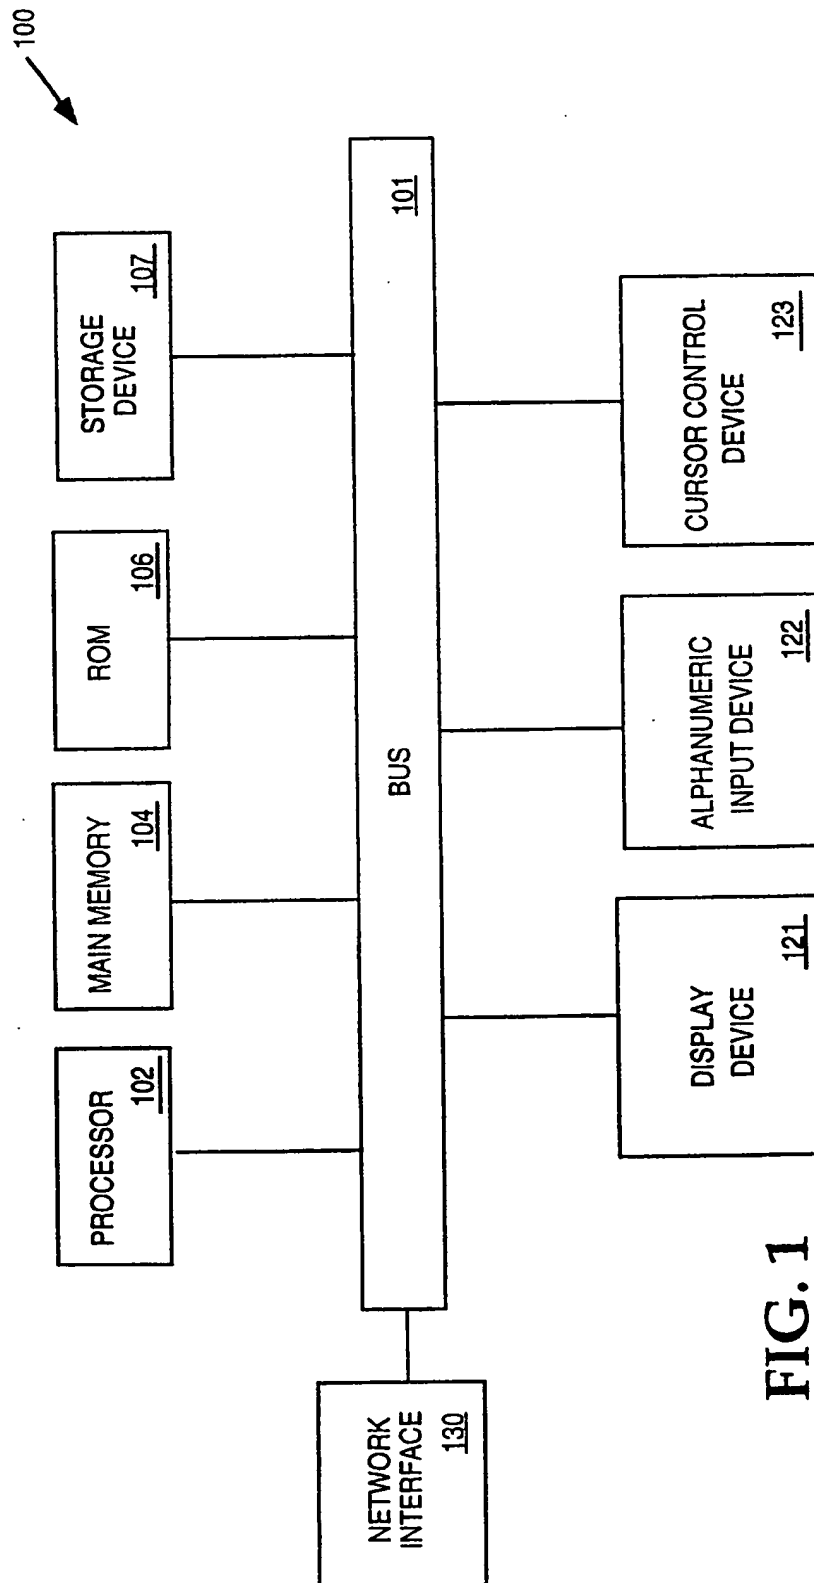 100
PROCESSOR
102
MAIN MEMORY
104
ROM
106
STORAGE
DEVICE
107
BUS
101
NETWORK
INTERFACE
130
DISPLAY
DEVICE
121
ALPHANUMERIC
INPUT DEVICE
122
CURSOR CONTROL
DEVICE
123
FIG. 1